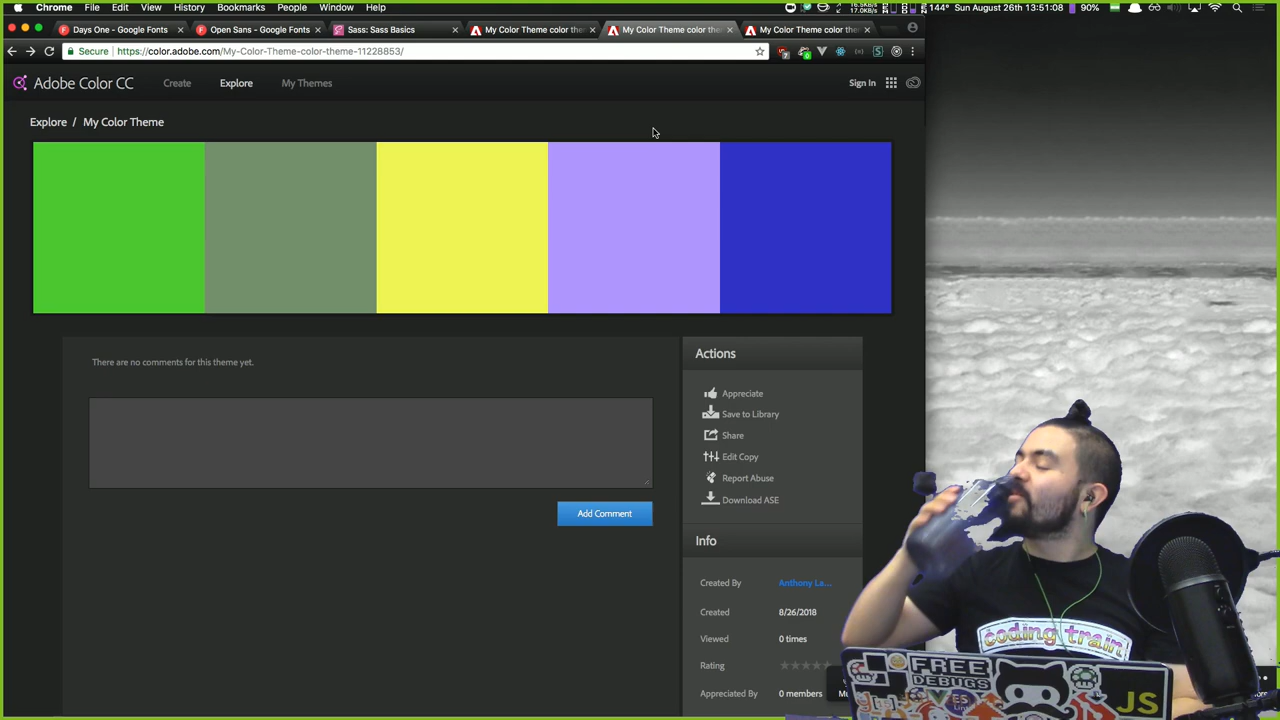 Chrome File Edit View History Bookmarks People Window Help
144° Sun August 26th 13:51:08 90%
Days One - Google Fonts
Open Sans - Google Fonts
Sass: Sass Basics
My Color Theme color the
My Color Theme color the
My Color Theme color them
Secure https://color.adobe.com/My-Color-Theme-color-theme-11228853/
Adobe Color CC Create Explore My Themes Sign In
Explore / My Color Theme
There are no comments for this theme yet.
Add Comment
Actions
Appreciate
Save to Library
Share
Edit Copy
Report Abuse
Download ASE
Info
Created By Anthony La...
Created 8/26/2018
Viewed 0 times
Rating
Appreciated By 0 members
coding train
FREE
DEBUGS
JS